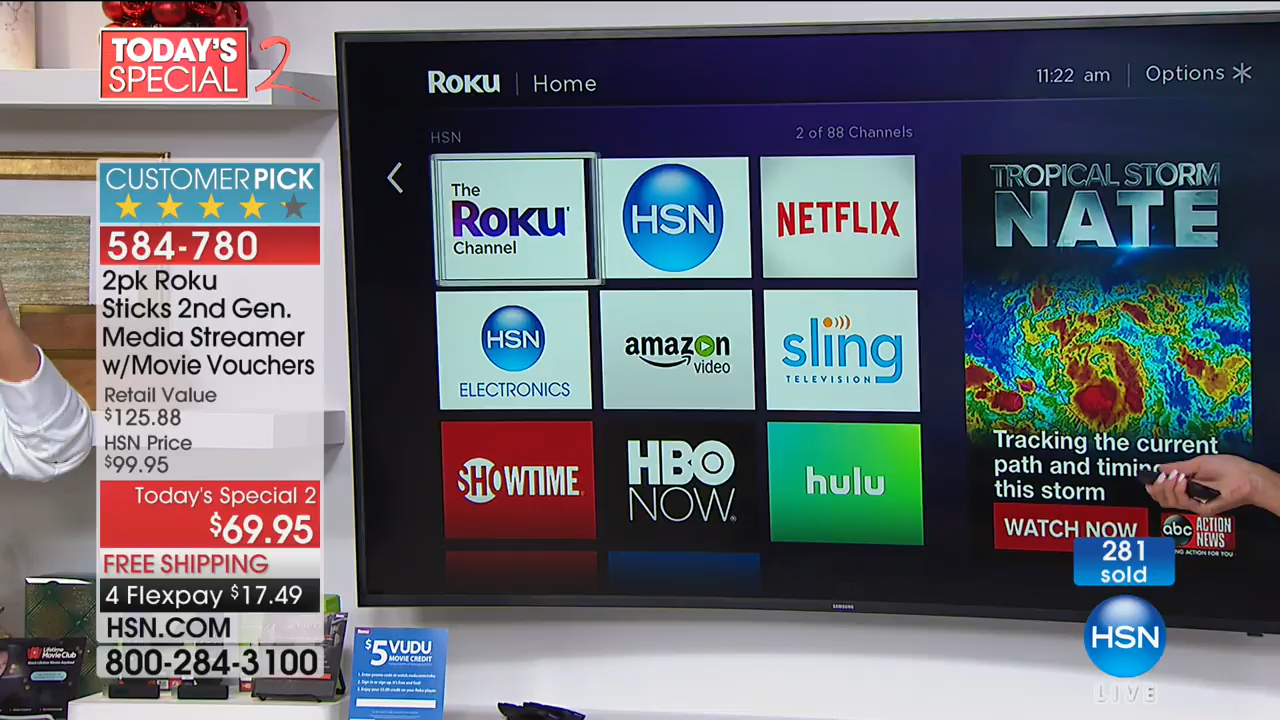 TODAY'S
SPECIAL 2
CUSTOMER PICK
584-780
2pk Roku
Sticks 2nd Gen.
Media Streamer
w/Movie Vouchers
Retail Value
$125.88
HSN Price
$99.95
Today's Special 2
$69.95
FREE SHIPPING
4 Flexpay $17.49
HSN.COM
800-284-3100
Roku | Home
11:22 am | Options
HSN
2 of 88 Channels
The
Roku
Channel
HSN
NETFLIX
HSN
ELECTRONICS
amazon
video
sling
TELEVISION
SHOWTIME
HBO
NOW
hulu
TROPICAL STORM
NATE
Tracking the current
path and timing
this storm
WATCH NOW
abc ACTION
NEWS
281
sold
HSN
LIVE
SAMSUNG
Roku
$5 VUDU
MOVIE CREDIT
Lifetime
MovieClub